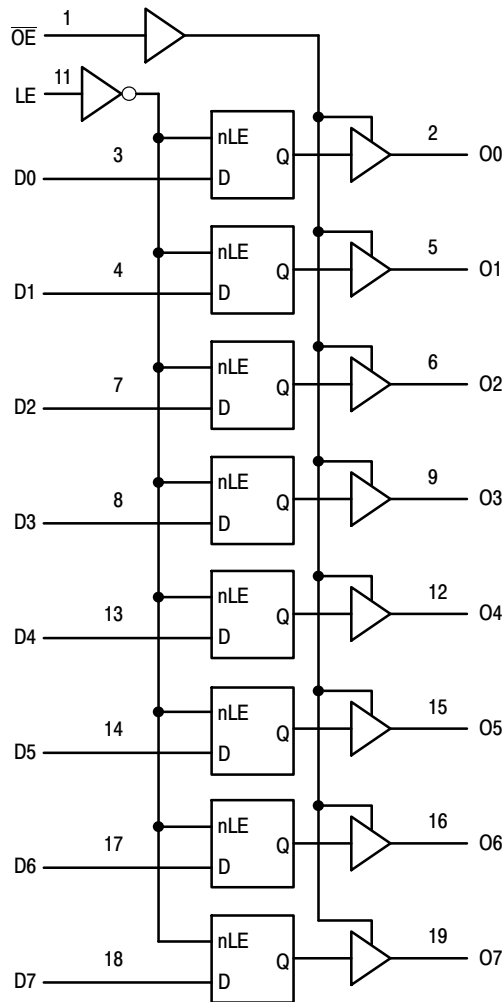 1
O̅E̅
11
LE
nLE
3 Q 2 O0
D0 D
nLE
4 Q 5 O1
D1 D
nLE
7 Q 6 O2
D2 D
nLE
8 Q 9 O3
D3 D
nLE
13 Q 12 O4
D4 D
nLE
14 Q 15 O5
D5 D
nLE
17 Q 16 O6
D6 D
nLE
18 Q 19 O7
D7 D